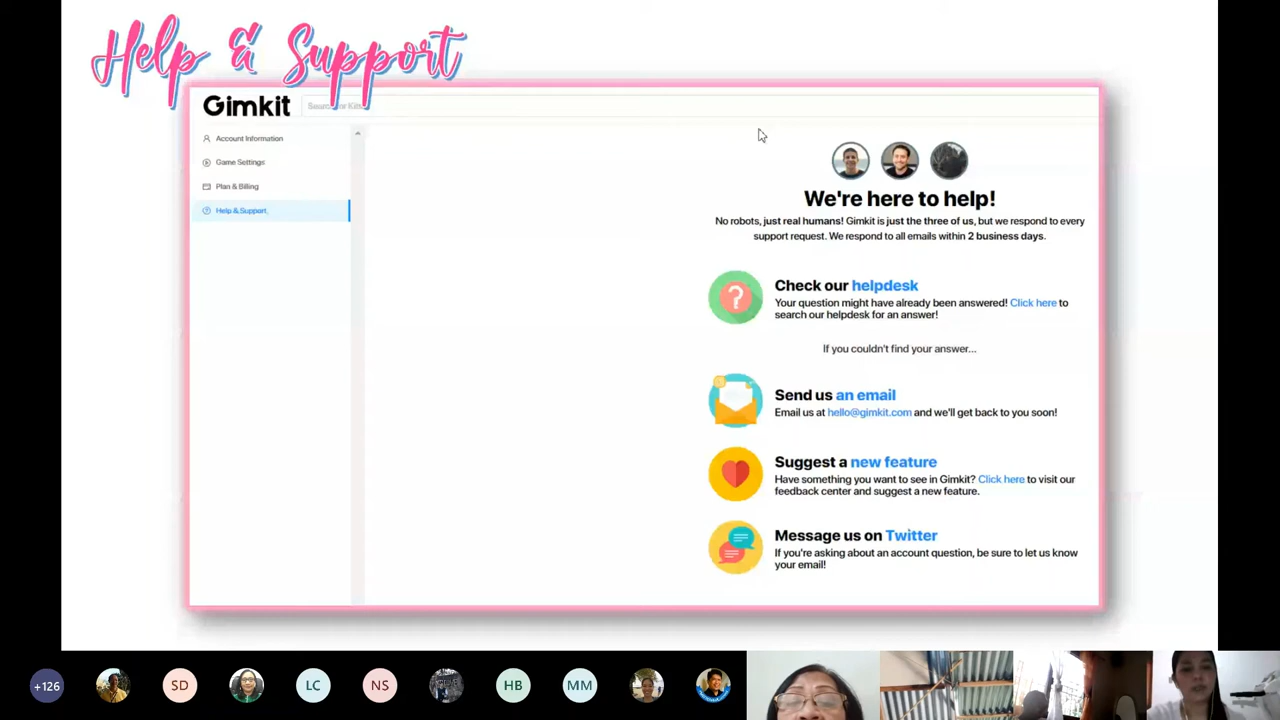 Help & Support
Gimkit
Search for Kits
Account Information
Game Settings
Plan & Billing
Help & Support
We're here to help!
No robots, just real humans! Gimkit is just the three of us, but we respond to every
support request. We respond to all emails within 2 business days.
Check our helpdesk
Your question might have already been answered! Click here to
search our helpdesk for an answer!
If you couldn't find your answer...
Send us an email
Email us at hello@gimkit.com and we'll get back to you soon!
Suggest a new feature
Have something you want to see in Gimkit? Click here to visit our
feedback center and suggest a new feature.
Message us on Twitter
If you're asking about an account question, be sure to let us know
your email!
+126 SD LC NS HB MM